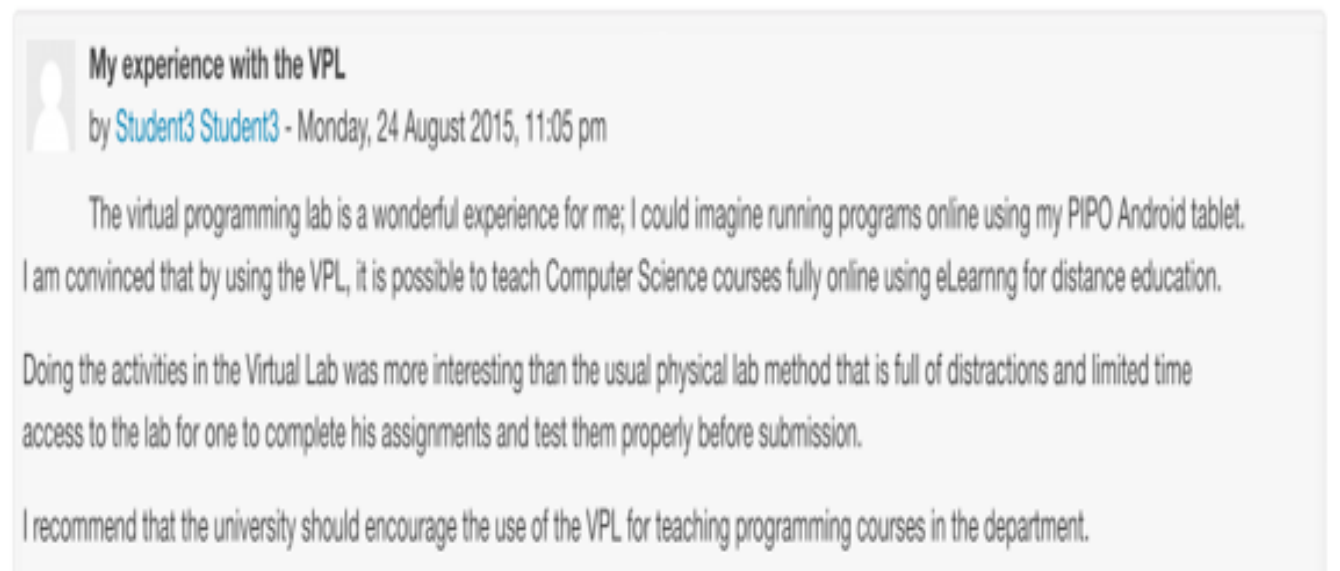 My experience with the VPL
by Student3 Student3 - Monday, 24 August 2015, 11:05 pm
The virtual programming lab is a wonderful experience for me; I could imagine running programs online using my PIPO Android tablet.
I am convinced that by using the VPL, it is possible to teach Computer Science courses fully online using eLearnng for distance education.
Doing the activities in the Virtual Lab was more interesting than the usual physical lab method that is full of distractions and limited time
access to the lab for one to complete his assignments and test them properly before submission.
I recommend that the university should encourage the use of the VPL for teaching programming courses in the department.